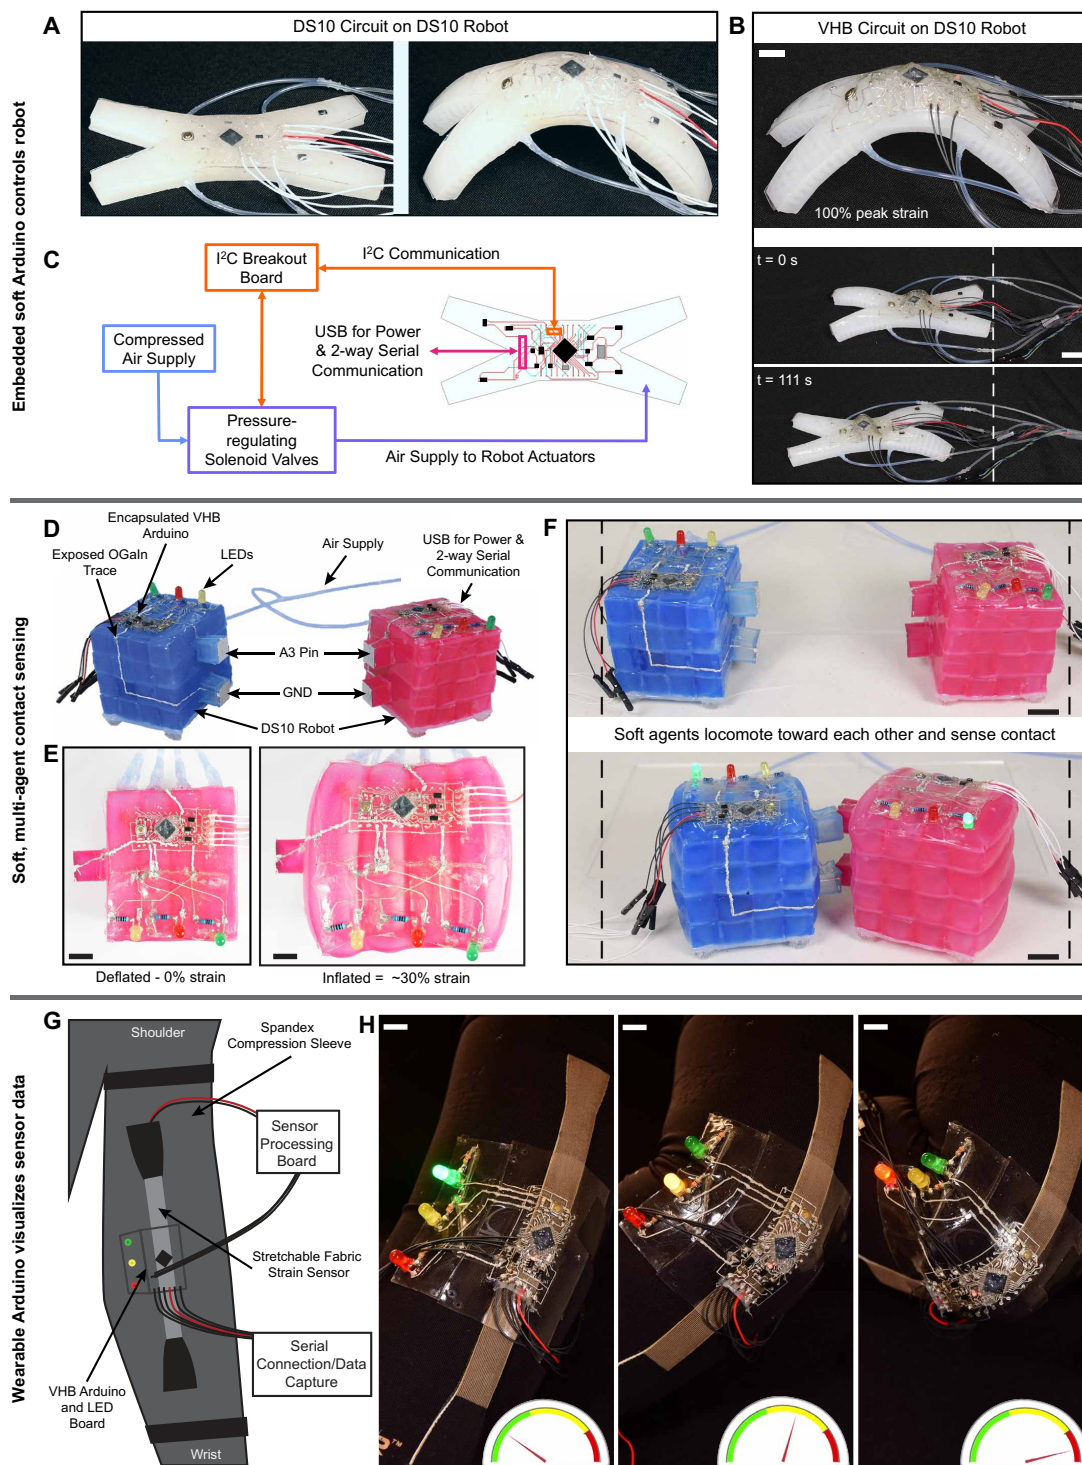 Embedded soft Arduino controls robot
A
DS10 Circuit on DS10 Robot
B
VHB Circuit on DS10 Robot
100% peak strain
t = 0 s
t = 111 s
C
I²C Breakout
Board
I²C Communication
Compressed
Air Supply
USB for Power
& 2-way Serial
Communication
Pressure-
regulating
Solenoid Valves
Air Supply to Robot Actuators
Soft, multi-agent contact sensing
D
Encapsulated VHB
Arduino
Exposed OGaIn
Trace
LEDs
Air Supply
USB for Power &
2-way Serial
Communication
A3 Pin
GND
DS10 Robot
E
Deflated - 0% strain
Inflated = ~30% strain
F
Soft agents locomote toward each other and sense contact
Wearable Arduino visualizes sensor data
G
Shoulder
Spandex
Compression Sleeve
Sensor
Processing
Board
Stretchable Fabric
Strain Sensor
Serial
Connection/Data
Capture
VHB Arduino
and LED
Board
Wrist
H